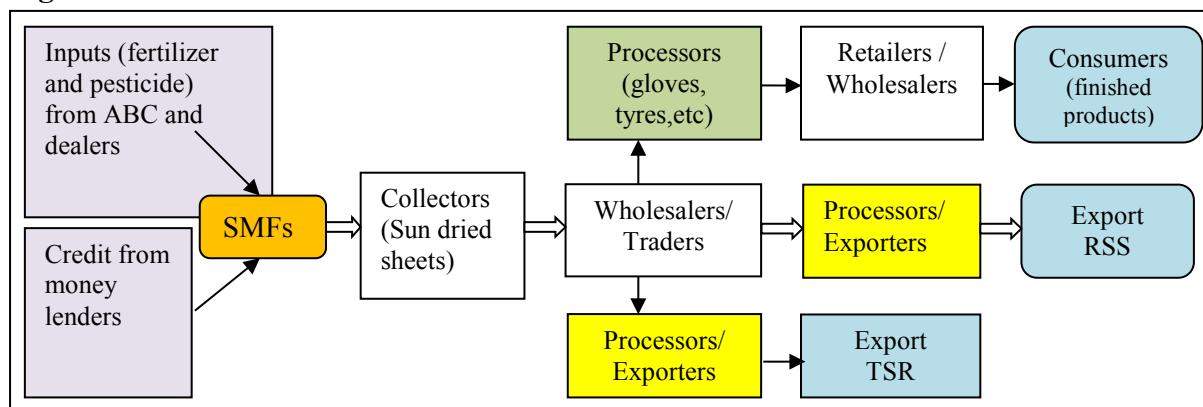 Inputs (fertilizer
and pesticide)
from ABC and
dealers
Credit from
money
lenders
SMFs
Collectors
(Sun dried
sheets)
Processors
(gloves,
tyres,etc)
Retailers /
Wholesalers
Consumers
(finished
products)
Wholesalers/
Traders
Processors/
Exporters
Export
RSS
Processors/
Exporters
Export
TSR